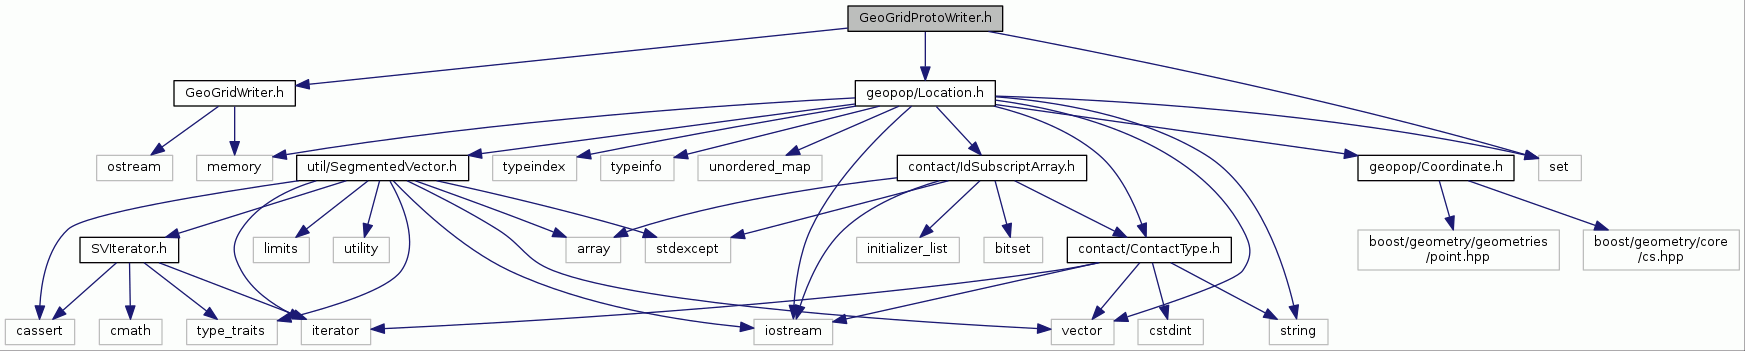 GeoGridProtoWriter.h
GeoGridWriter.h
geopop/Location.h
ostream
memory
util/SegmentedVector.h
typeindex
typeinfo
unordered_map
contact/IdSubscriptArray.h
geopop/Coordinate.h
set
SVIterator.h
limits
utility
array
stdexcept
initializer_list
bitset
contact/ContactType.h
boost/geometry/geometries
/point.hpp
boost/geometry/core
/cs.hpp
cassert
cmath
type_traits
iterator
iostream
vector
cstdint
string